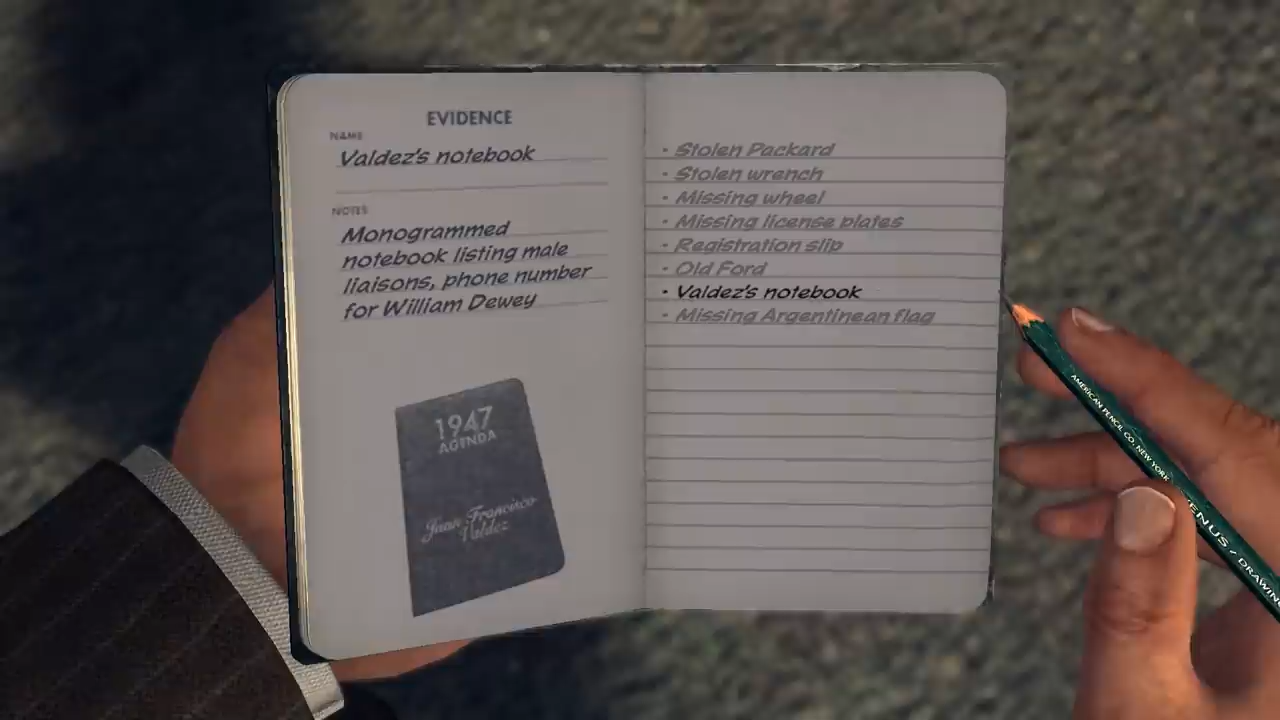 EVIDENCE
NAME
Valdez's notebook
NOTES
Monogrammed
notebook listing male
liaisons, phone number
for William Dewey
1947
AGENDA
Juan Francisco
Valdez
· Stolen Packard
· Stolen wrench
· Missing wheel
· Missing license plates
· Registration slip
· Old Ford
· Valdez's notebook
· Missing Argentinean flag
AMERICAN PENCIL CO. NEW YORK
VENUS / DRAWING